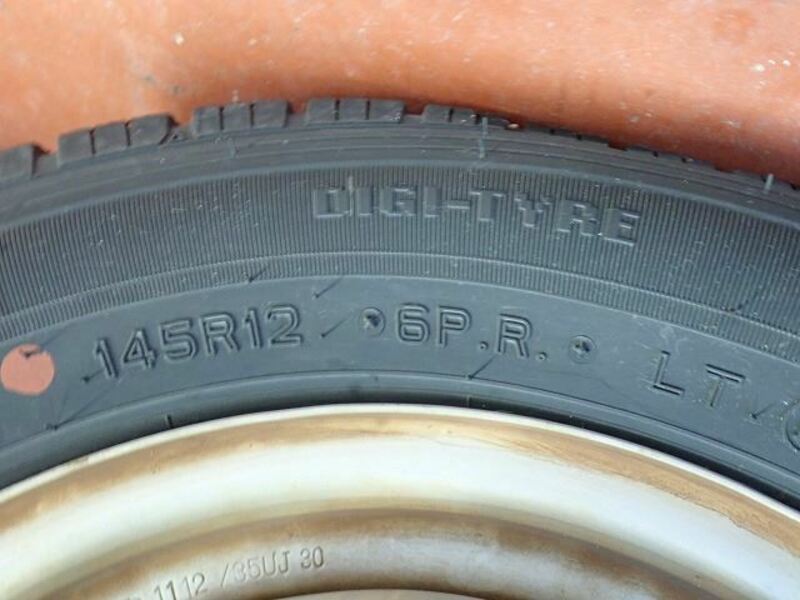 DIGI-TYRE
145R12 6P.R. LT
1112 /35UJ 30